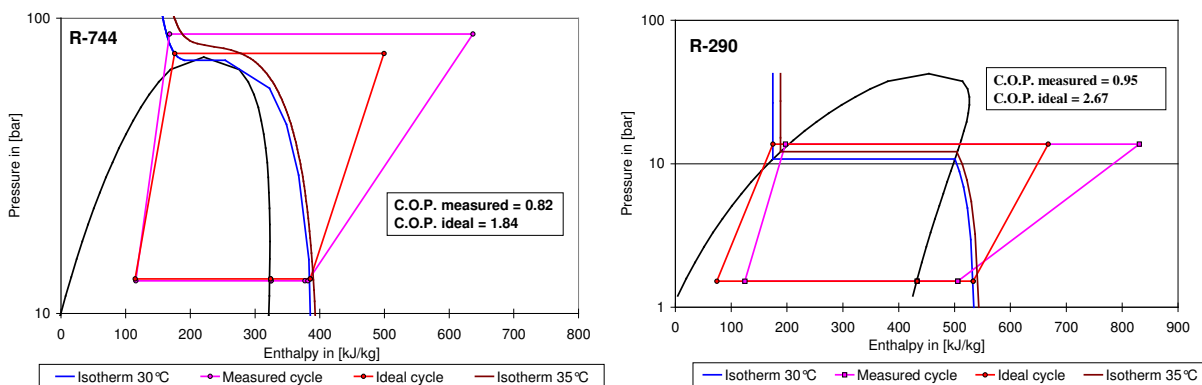 R-744
100
10
Pressure in [bar]
C.O.P. measured = 0.82
C.O.P. ideal = 1.84
0 100 200 300 400 500 600 700 800
Enthalpy in [kJ/kg]
Isotherm 30°C Measured cycle Ideal cycle Isotherm 35°C
R-290
100
10
1
Pressure in [bar]
C.O.P. measured = 0.95
C.O.P. ideal = 2.67
0 100 200 300 400 500 600 700 800 900
Enthalpy in [kJ/kg]
Isotherm 30°C Measured cycle Ideal cycle Isotherm 35°C